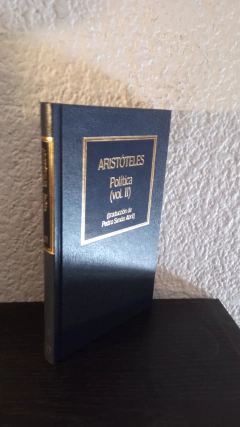 ARISTÓTELES
Política
(vol. II)
(traducción de
Pedro Simón Abril)